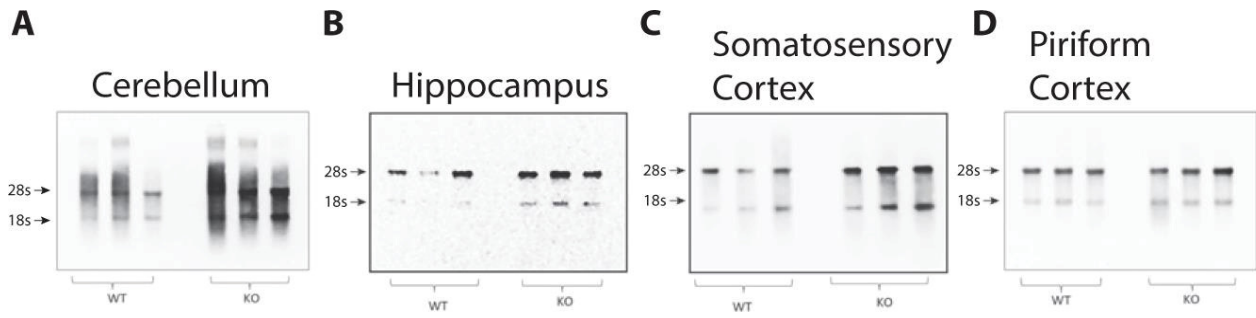 A
Cerebellum
28s
18s
WT
KO
B
Hippocampus
28s
18s
WT
KO
C
Somatosensory
Cortex
28s
18s
WT
KO
D
Piriform
Cortex
28s
18s
WT
KO